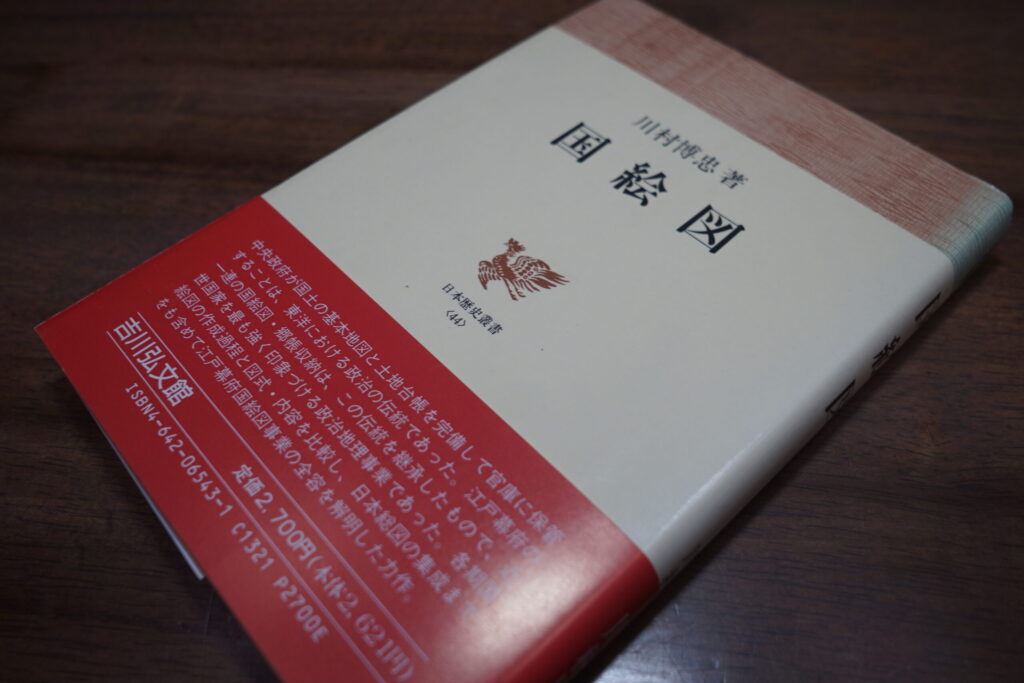 川村博忠著
国絵図
日本歴史叢書
〈44〉
中央政府が国土の基本地図と土地台帳を完備して官庫に保管
することは、東洋における政治の伝統であった。江戸幕府の
一連の国絵図・郷帳収納は、この伝統を継承したもので、
世国家を最も強く印象づける政治地理事業であった。各期の
絵図の作成過程と図式・内容を比較し、日本総図の集成まで
をも含めて江戸幕府国絵図事業の全容を解明した力作。
吉川弘文館
定価2,700円(本体2,621円)
ISBN4-642-06543-1 C1321 P2700E